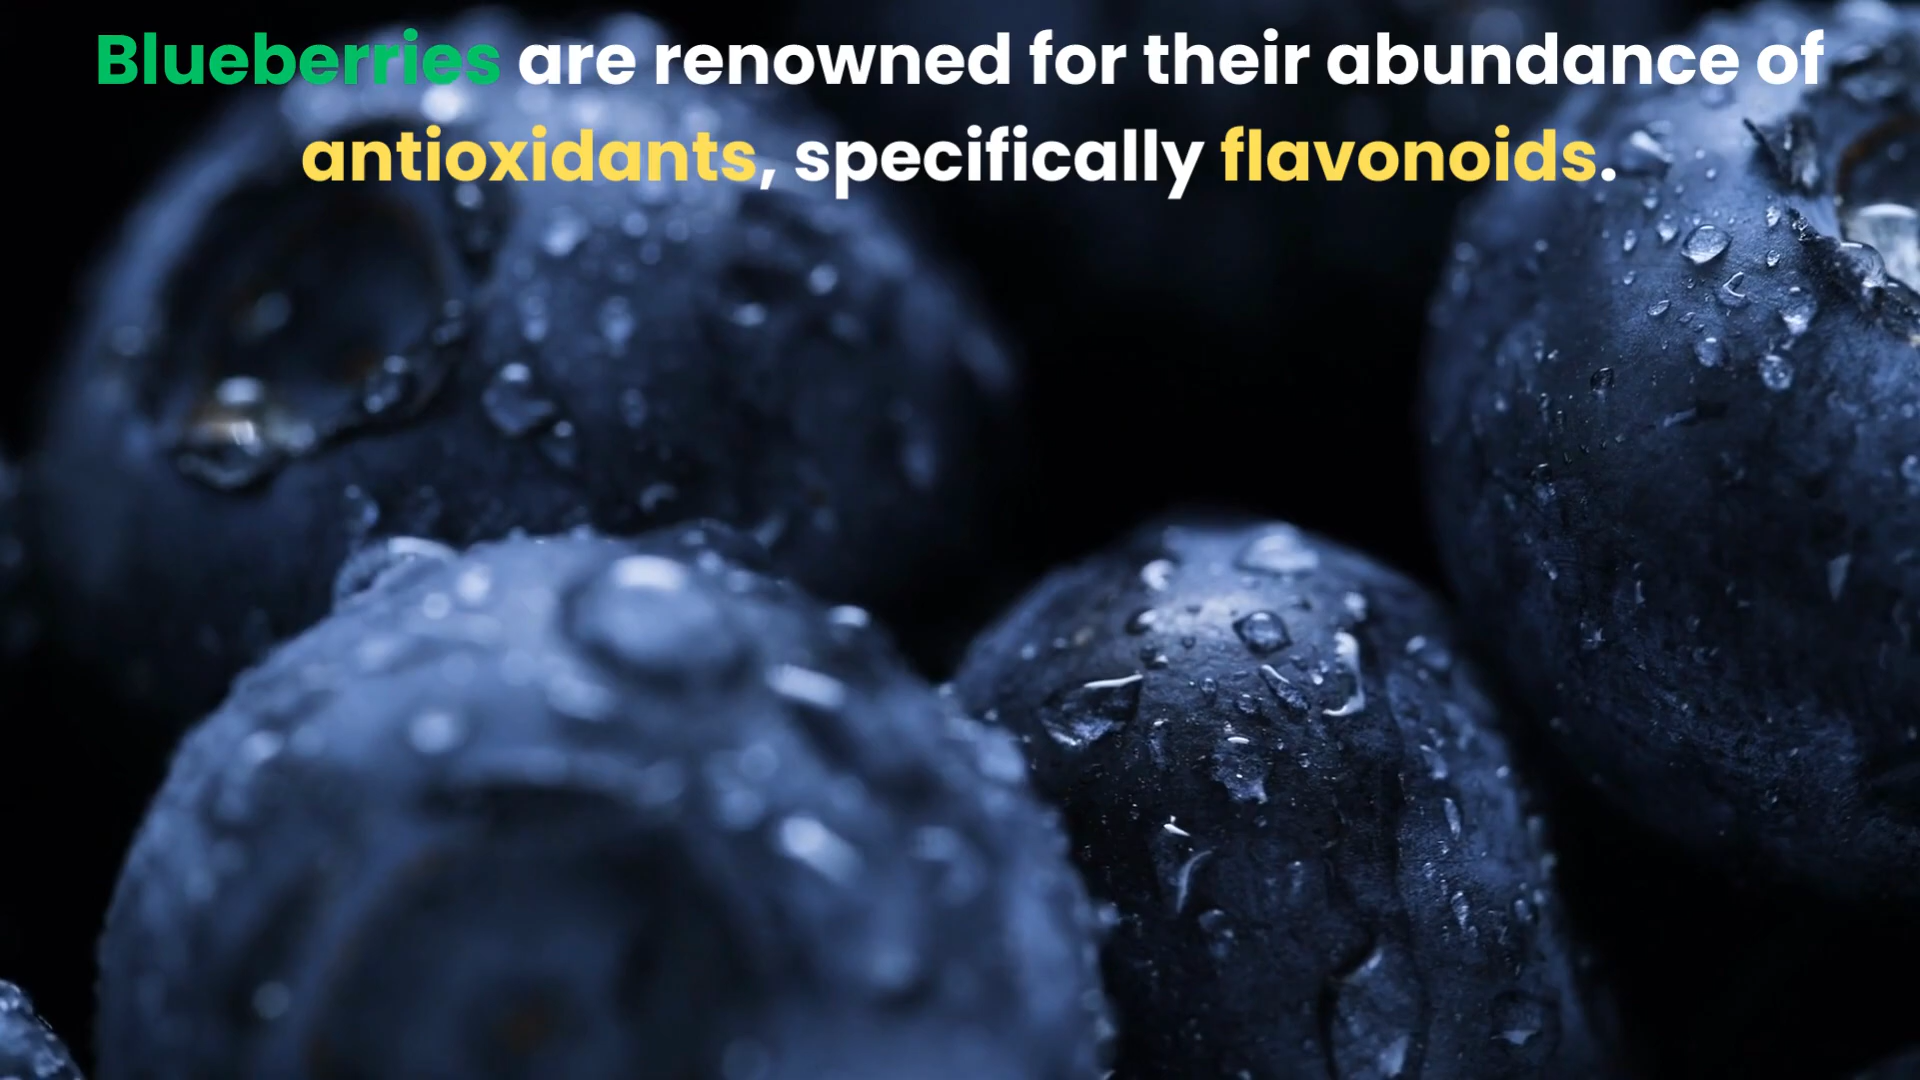 Blueberries are renowned for their abundance of
antioxidants, specifically flavonoids.